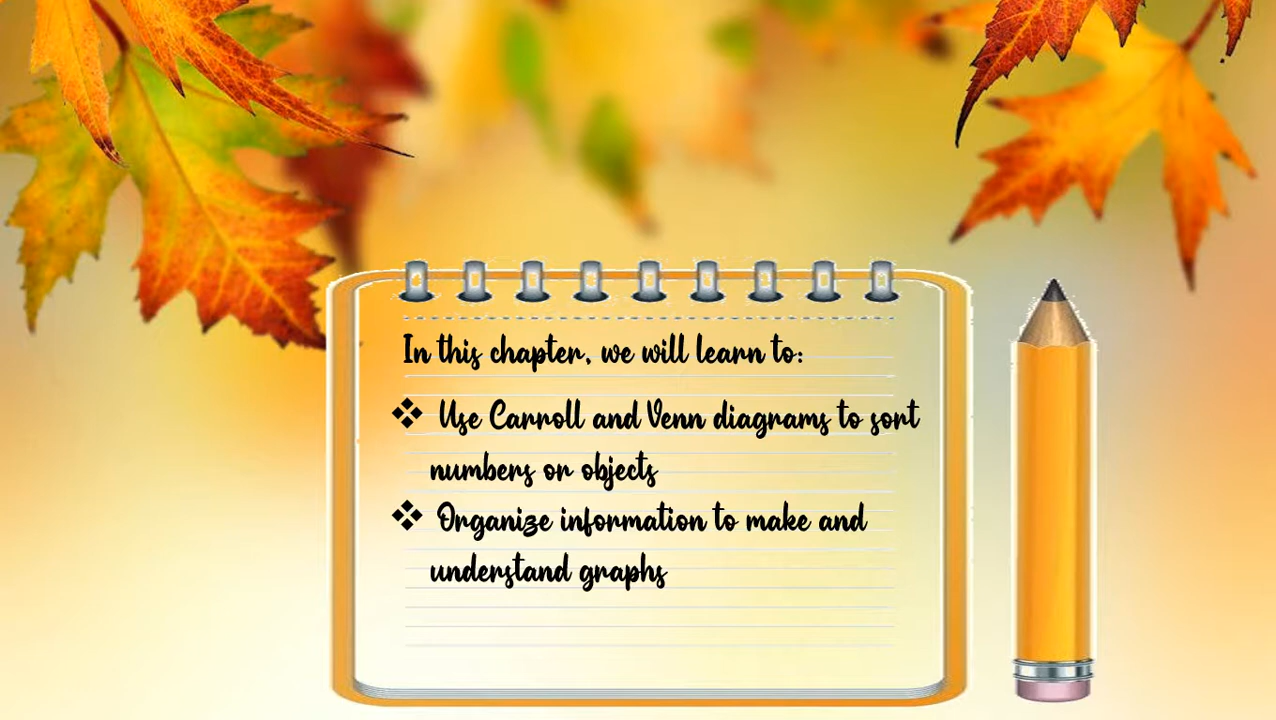 In this chapter, we will learn to:
❖ Use Carroll and Venn diagrams to sort
numbers or objects
❖ Organize information to make and
understand graphs